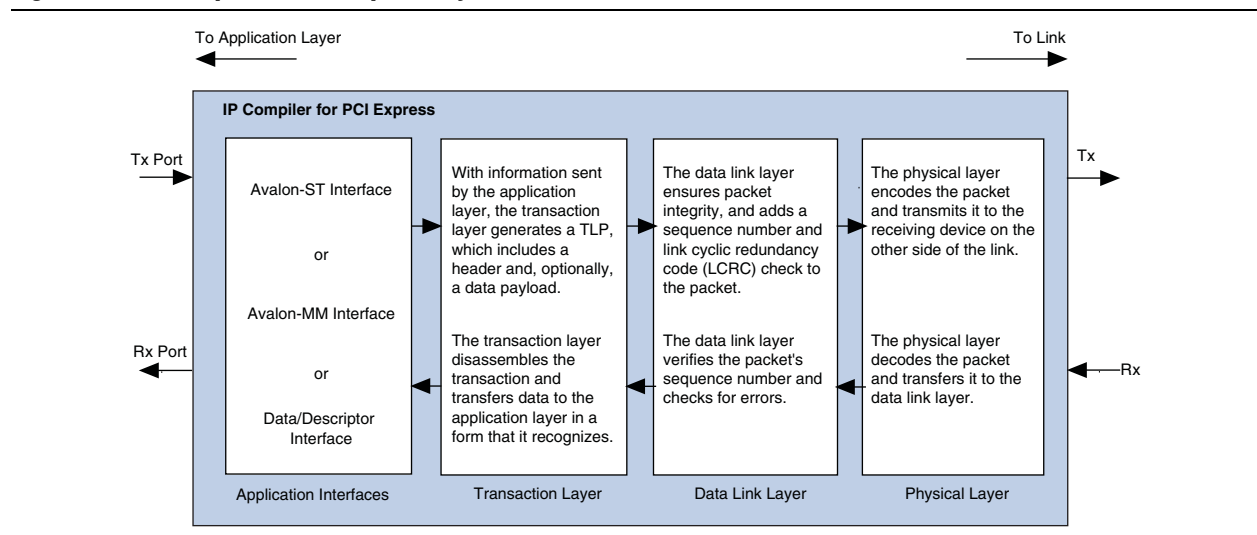 To Application Layer
To Link
IP Compiler for PCI Express
Tx Port
Tx
Avalon-ST Interface
or
Avalon-MM Interface
or
Data/Descriptor
Interface
Rx Port
Application Interfaces
With information sent
by the application
layer, the transaction
layer generates a TLP,
which includes a
header and, optionally,
a data payload.
The transaction layer
disassembles the
transaction and
transfers data to the
application layer in a
form that it recognizes.
Transaction Layer
The data link layer
ensures packet
integrity, and adds a
sequence number and
link cyclic redundancy
code (LCRC) check to
the packet.
The data link layer
verifies the packet's
sequence number and
checks for errors.
Data Link Layer
The physical layer
encodes the packet
and transmits it to the
receiving device on the
other side of the link.
The physical layer
decodes the packet
and transfers it to the
data link layer.
Physical Layer
Rx